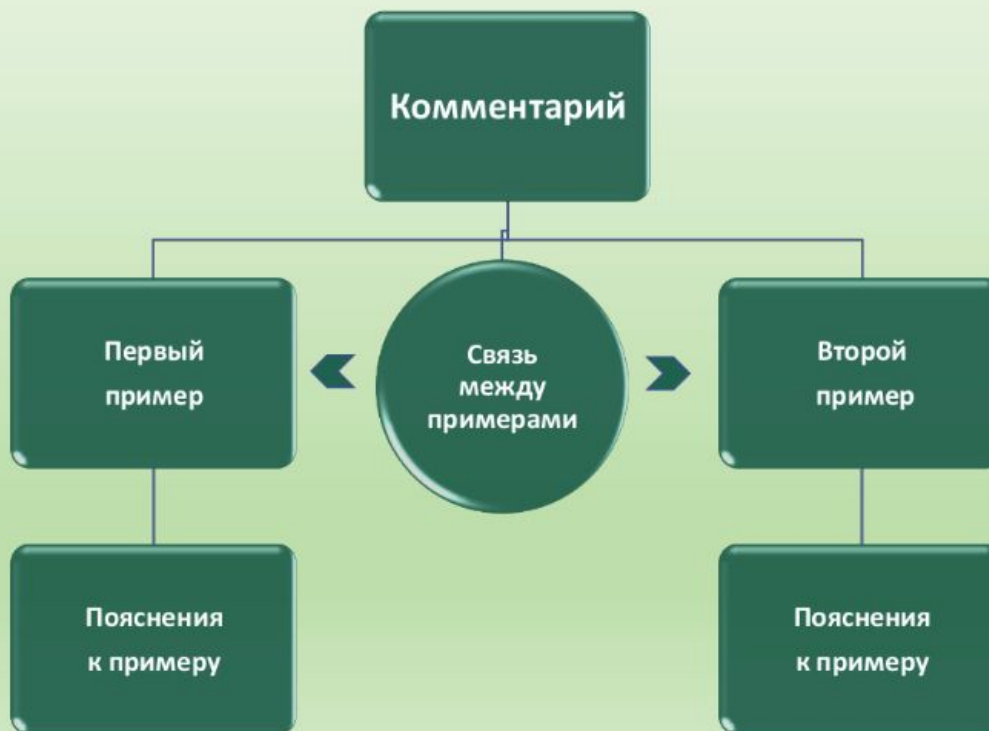 Комментарий
Первый
пример
Связь
между
примерами
Второй
пример
Пояснения
к примеру
Пояснения
к примеру